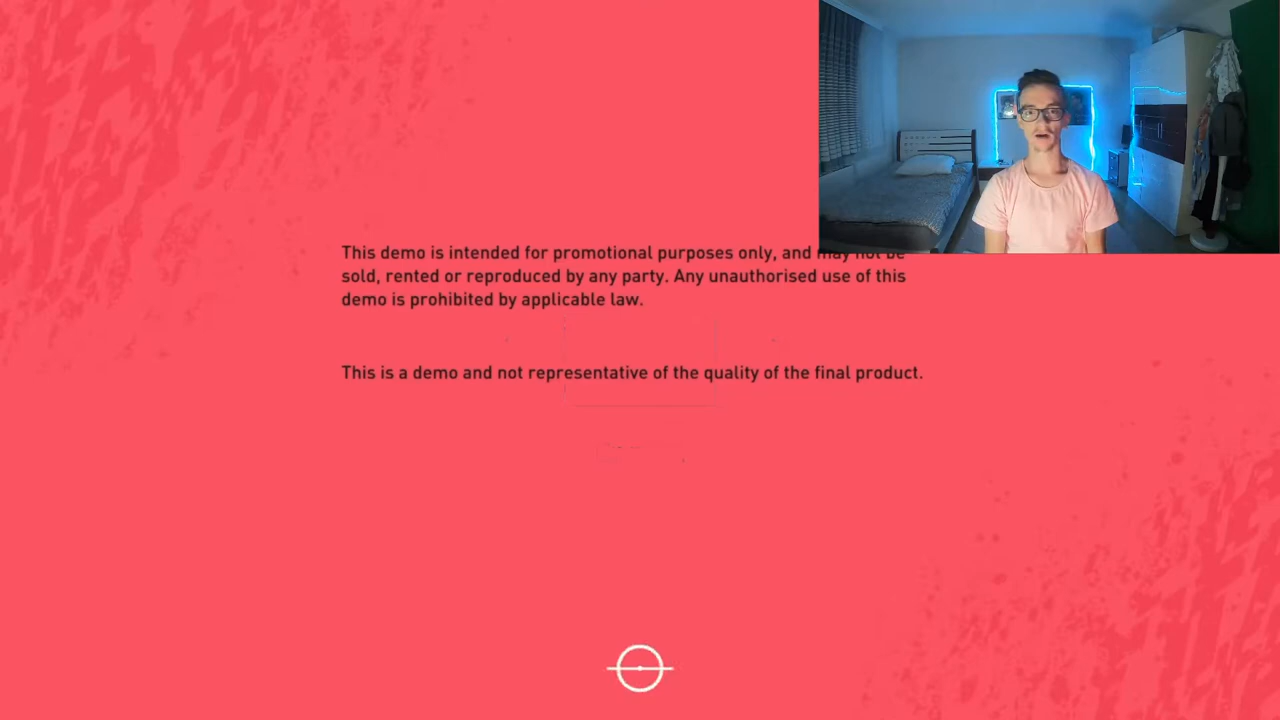 This demo is intended for promotional purposes only, and may not be
sold, rented or reproduced by any party. Any unauthorised use of this
demo is prohibited by applicable law.
This is a demo and not representative of the quality of the final product.